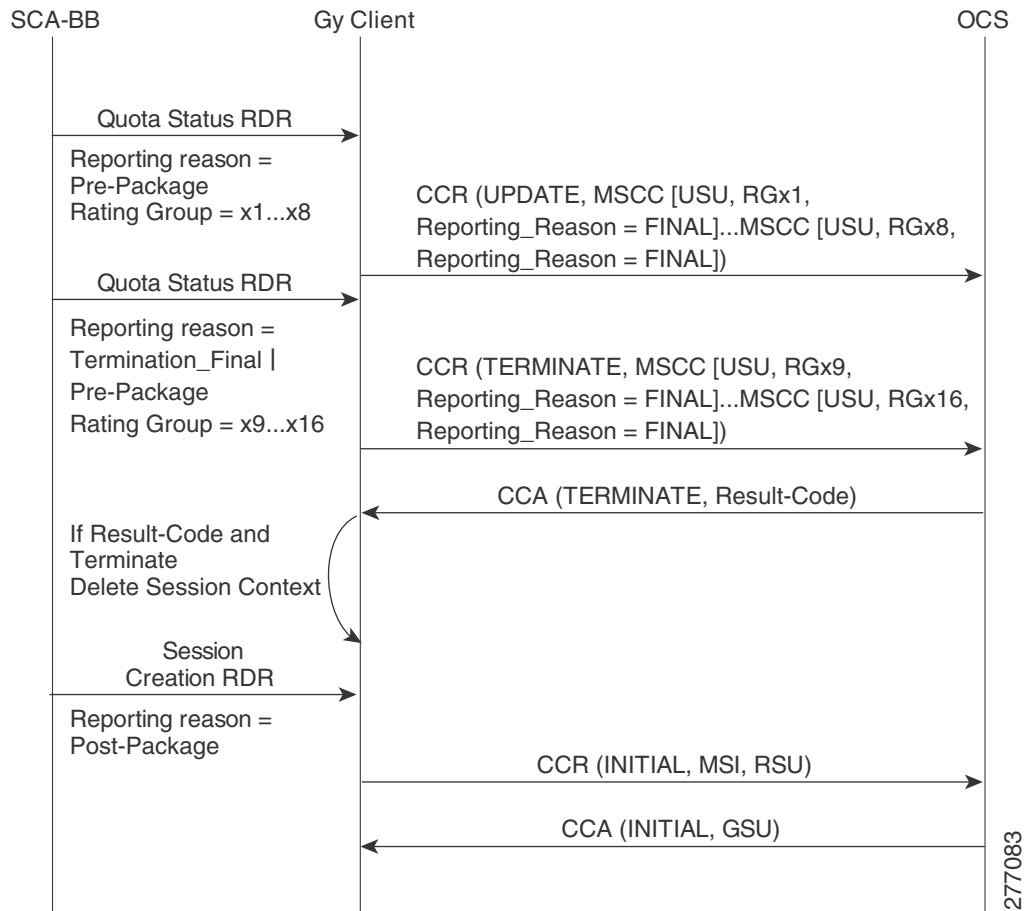 SCA-BB
Gy Client
OCS
Quota Status RDR
Reporting reason =
Pre-Package
Rating Group = x1...x8
CCR (UPDATE, MSCC [USU, RGx1,
Reporting_Reason = FINAL]...MSCC [USU, RGx8,
Reporting_Reason = FINAL])
Quota Status RDR
Reporting reason =
Termination_Final |
Pre-Package
Rating Group = x9...x16
CCR (TERMINATE, MSCC [USU, RGx9,
Reporting_Reason = FINAL]...MSCC [USU, RGx16,
Reporting_Reason = FINAL])
CCA (TERMINATE, Result-Code)
If Result-Code and
Terminate
Delete Session Context
Session
Creation RDR
Reporting reason =
Post-Package
CCR (INITIAL, MSI, RSU)
CCA (INITIAL, GSU)
277083